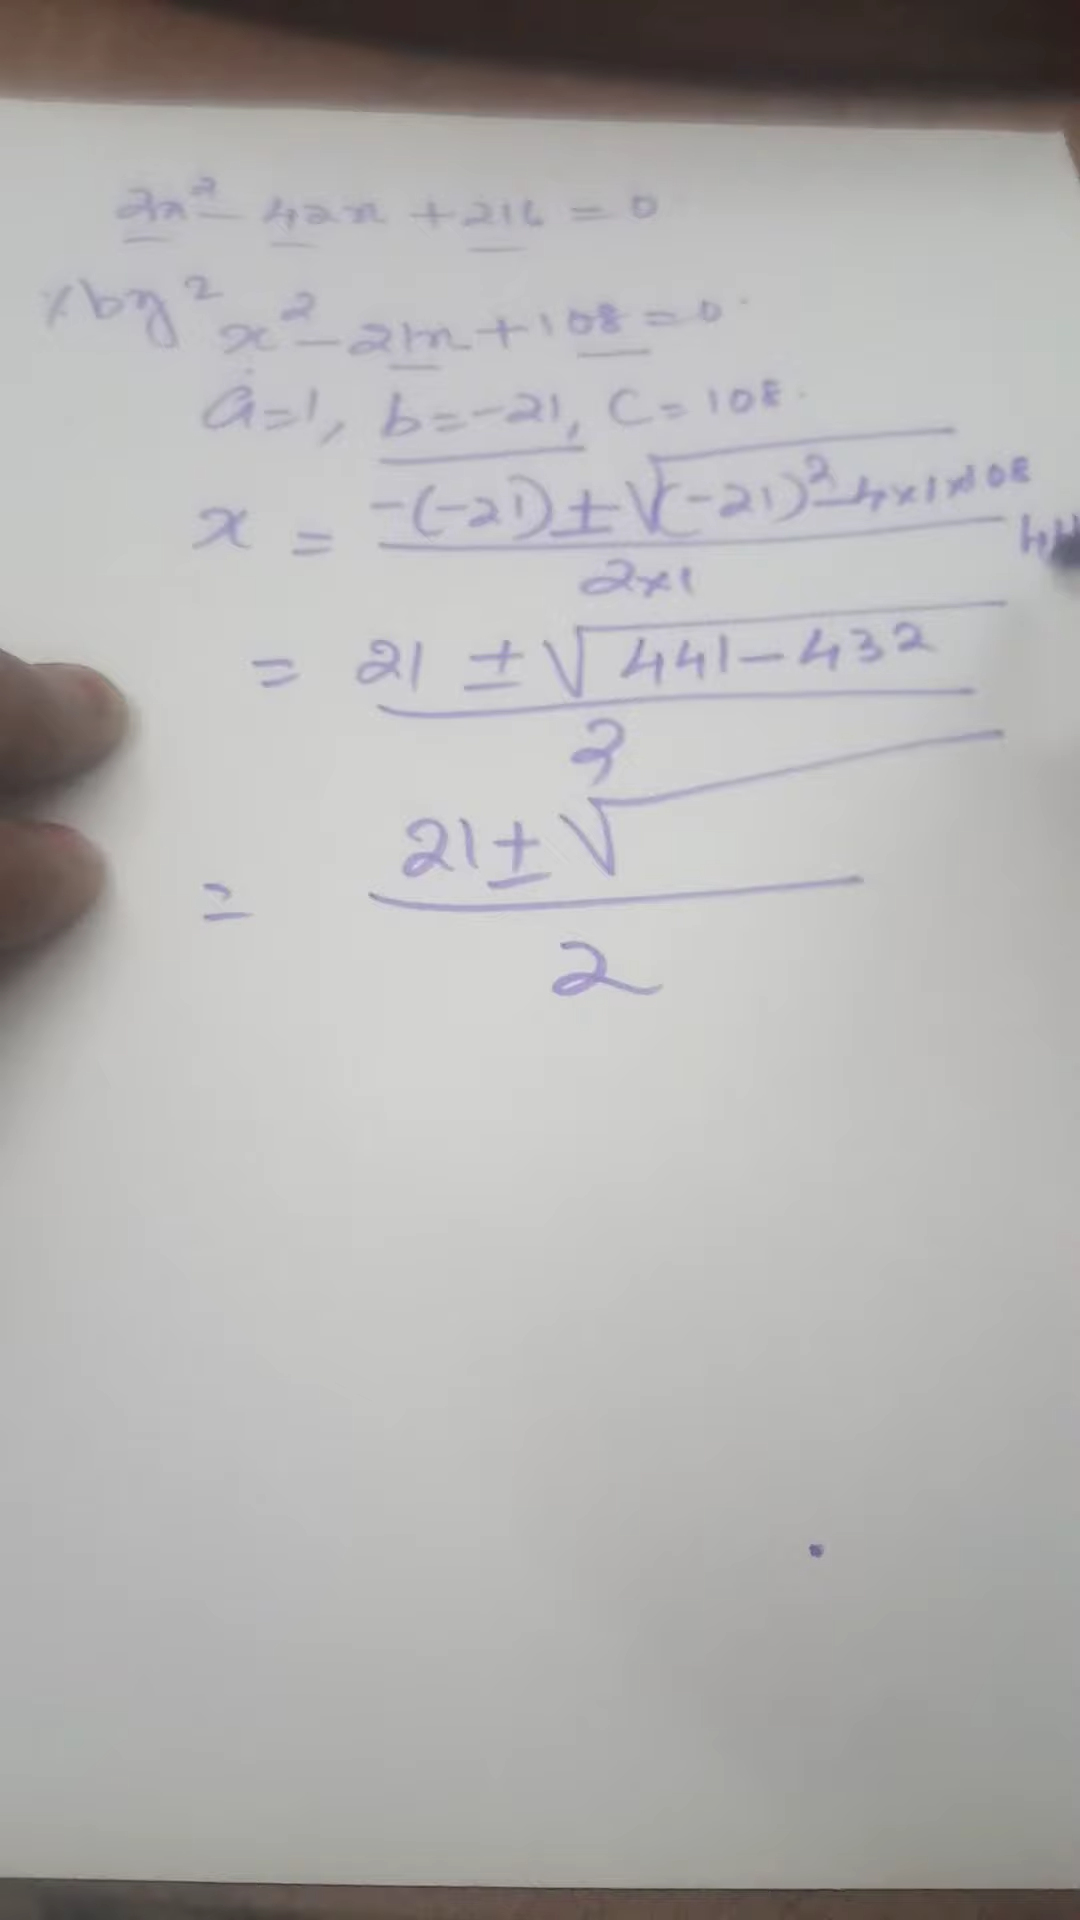 2x² - 42x + 216 = 0
% by 2
x² - 21x + 108 = 0
a=1, b=-21, C=108.
x = -(-21) ± √(-21)² - 4×1×108
2×1
= 21 ± √441-432
2
= 21 ± √
2